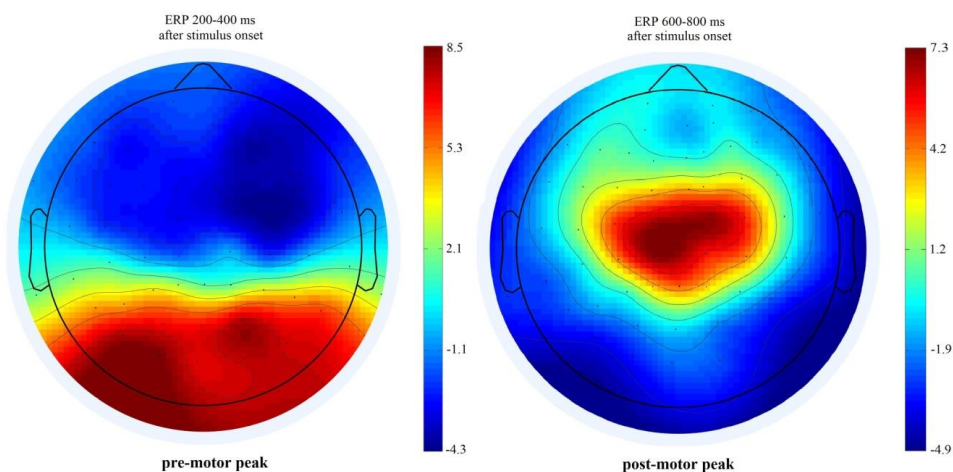 ERP 200-400 ms
after stimulus onset
8.5
5.3
2.1
-1.1
-4.3
pre-motor peak
ERP 600-800 ms
after stimulus onset
7.3
4.2
1.2
-1.9
-4.9
post-motor peak